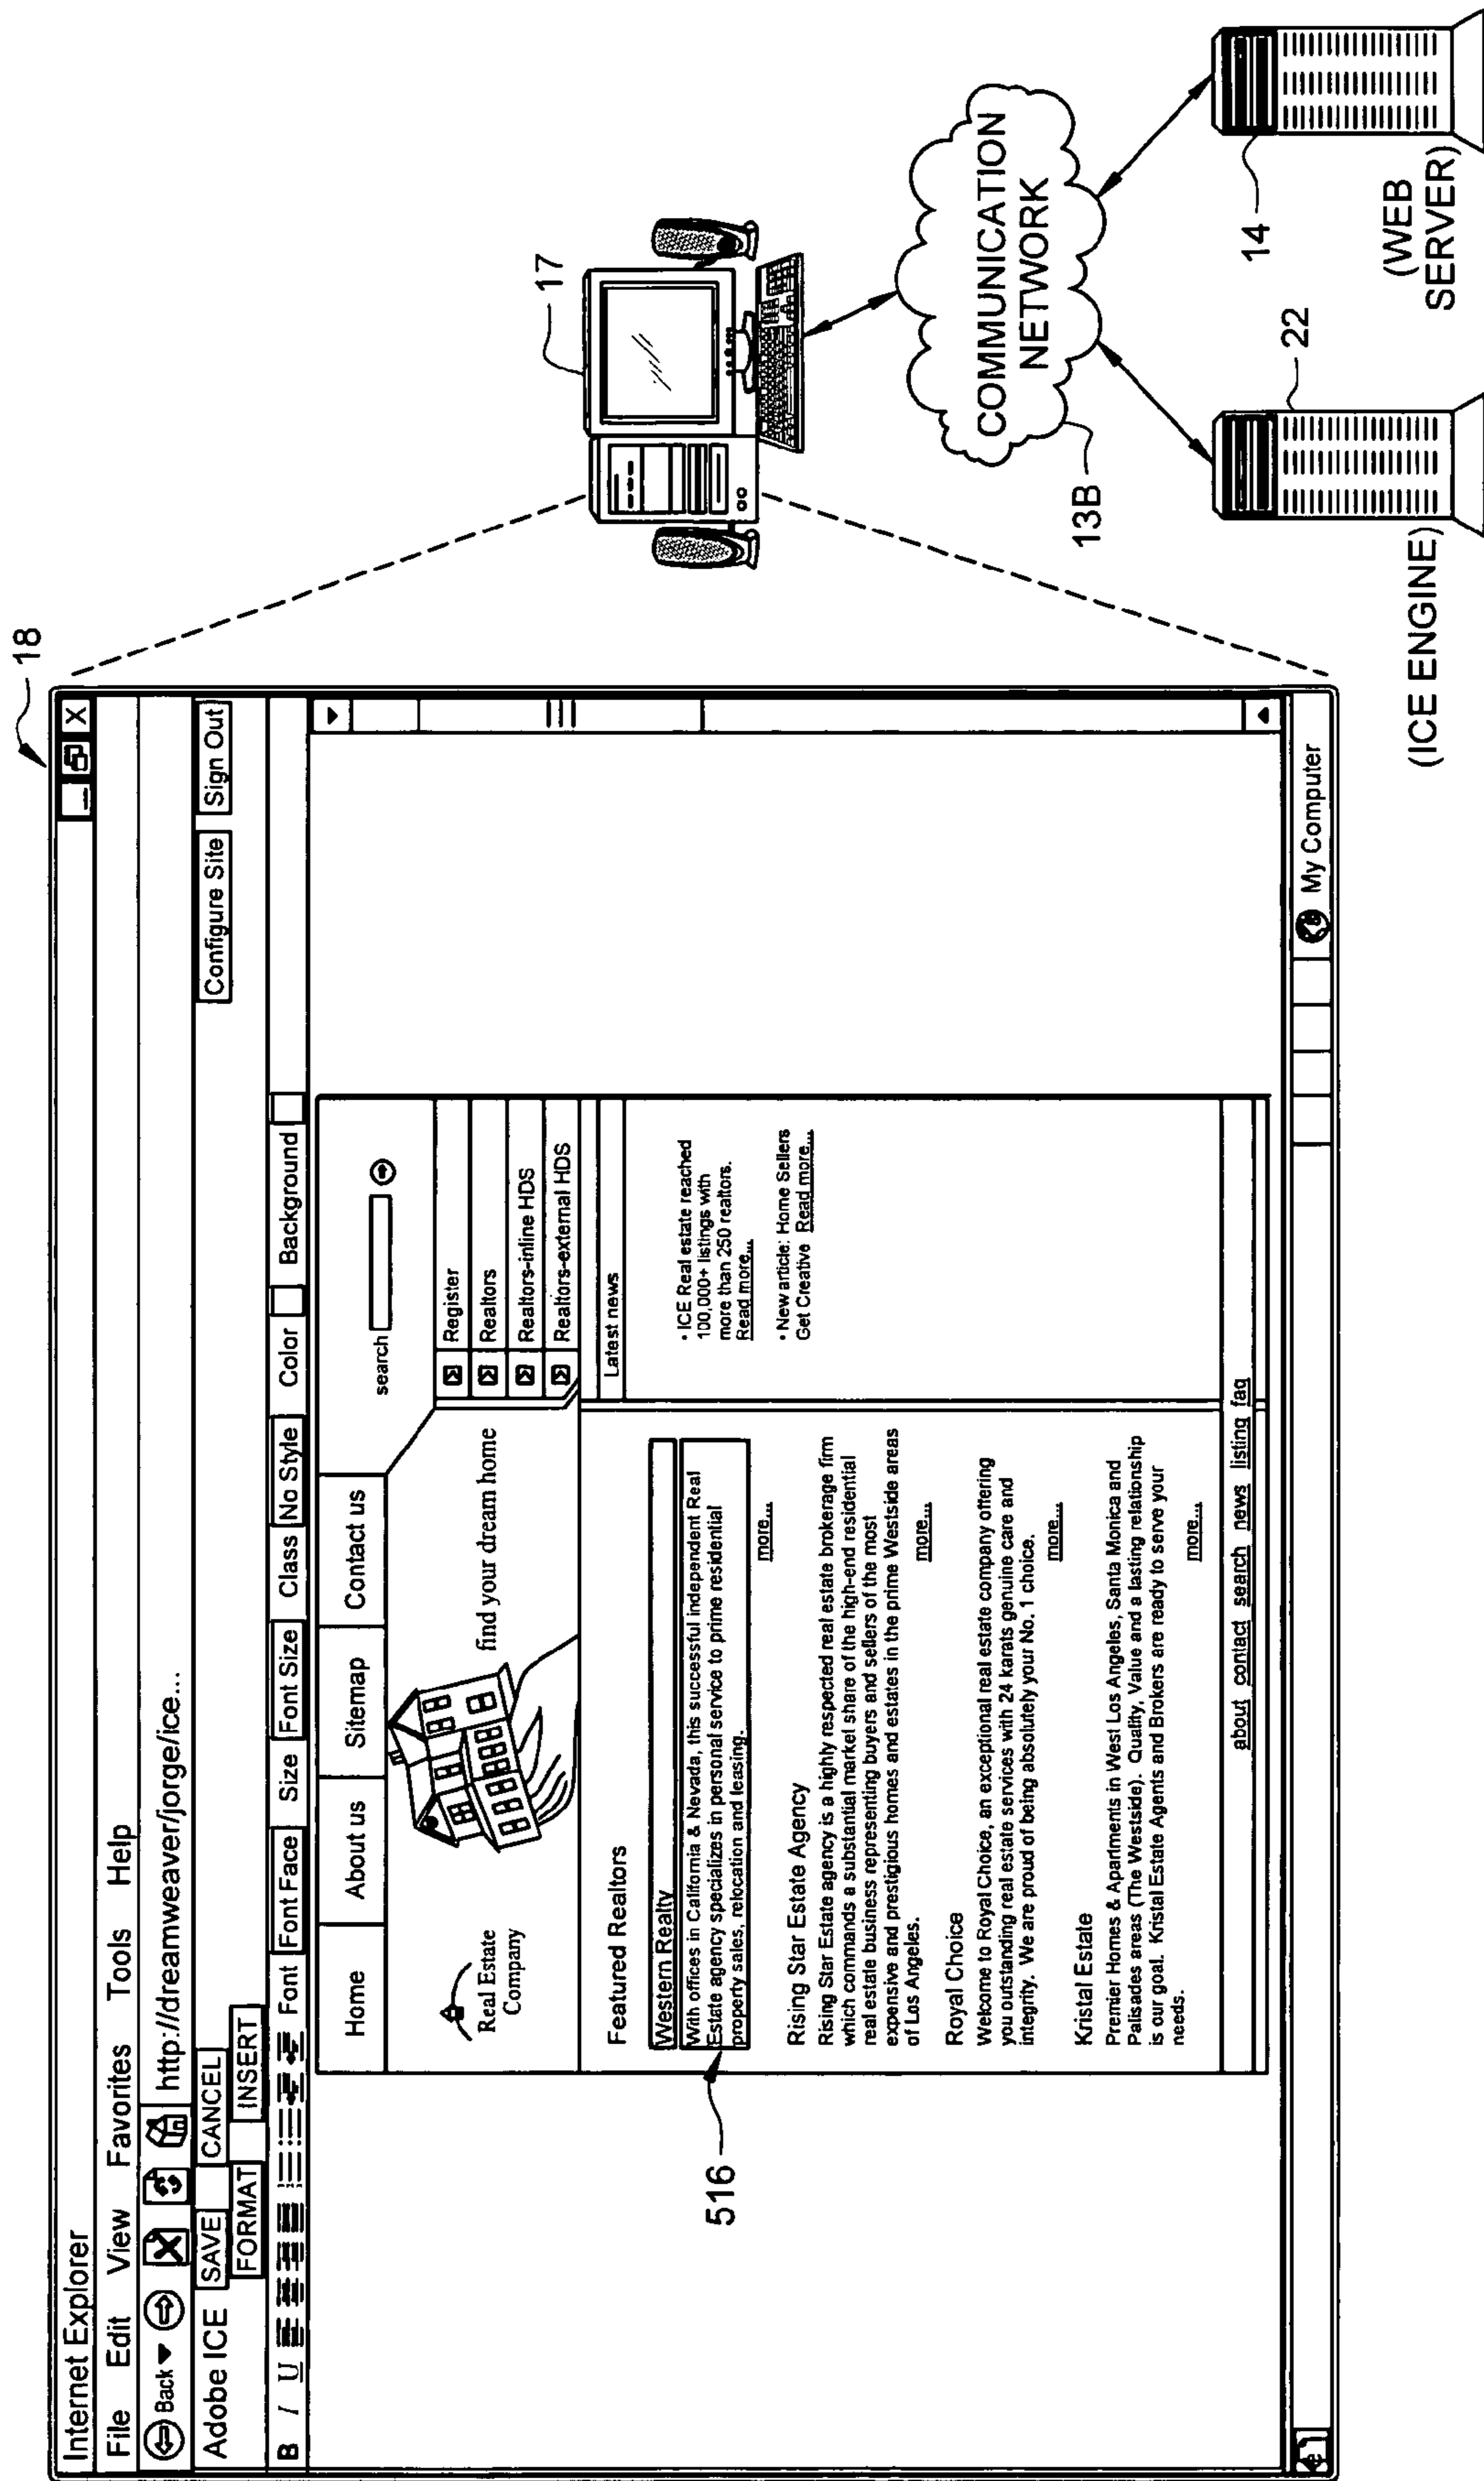 18
Internet Explorer
File Edit View Favorites Tools Help
Back http://dreamweaver/jorge/ice...
Adobe ICE SAVE CANCEL Configure Site Sign Out
FORMAT INSERT
B I U Font Font Face Size Font Size Class No Style Color Background
Home About us Sitemap Contact us
search
Real Estate
Company
find your dream home
Register
Realtors
Realtors-inline HDS
Realtors-external HDS
Featured Realtors
Western Realty
With offices in California & Nevada, this successful independent Real
Estate agency specializes in personal service to prime residential
property sales, relocation and leasing.
more...
Rising Star Estate Agency
Rising Star Estate agency is a highly respected real estate brokerage firm
which commands a substantial market share of the high-end residential
real estate business representing buyers and sellers of the most
expensive and prestigious homes and estates in the prime Westside areas
of Los Angeles.
more...
Royal Choice
Welcome to Royal Choice, an exceptional real estate company offering
you outstanding real estate services with 24 karats genuine care and
integrity. We are proud of being absolutely your No. 1 choice.
more...
Kristal Estate
Premier Homes & Apartments in West Los Angeles, Santa Monica and
Palisades areas (The Westside). Quality, Value and a lasting relationship
is our goal. Kristal Estate Agents and Brokers are ready to serve your
needs.
more...
Latest news
• ICE Real estate reached
100,000+ listings with
more than 250 realtors.
Read more...
• New article: Home Sellers
Get Creative Read more...
about contact search news listing faq
My Computer
516
17
COMMUNICATION
NETWORK
13B
22
(ICE ENGINE)
14
(WEB
SERVER)